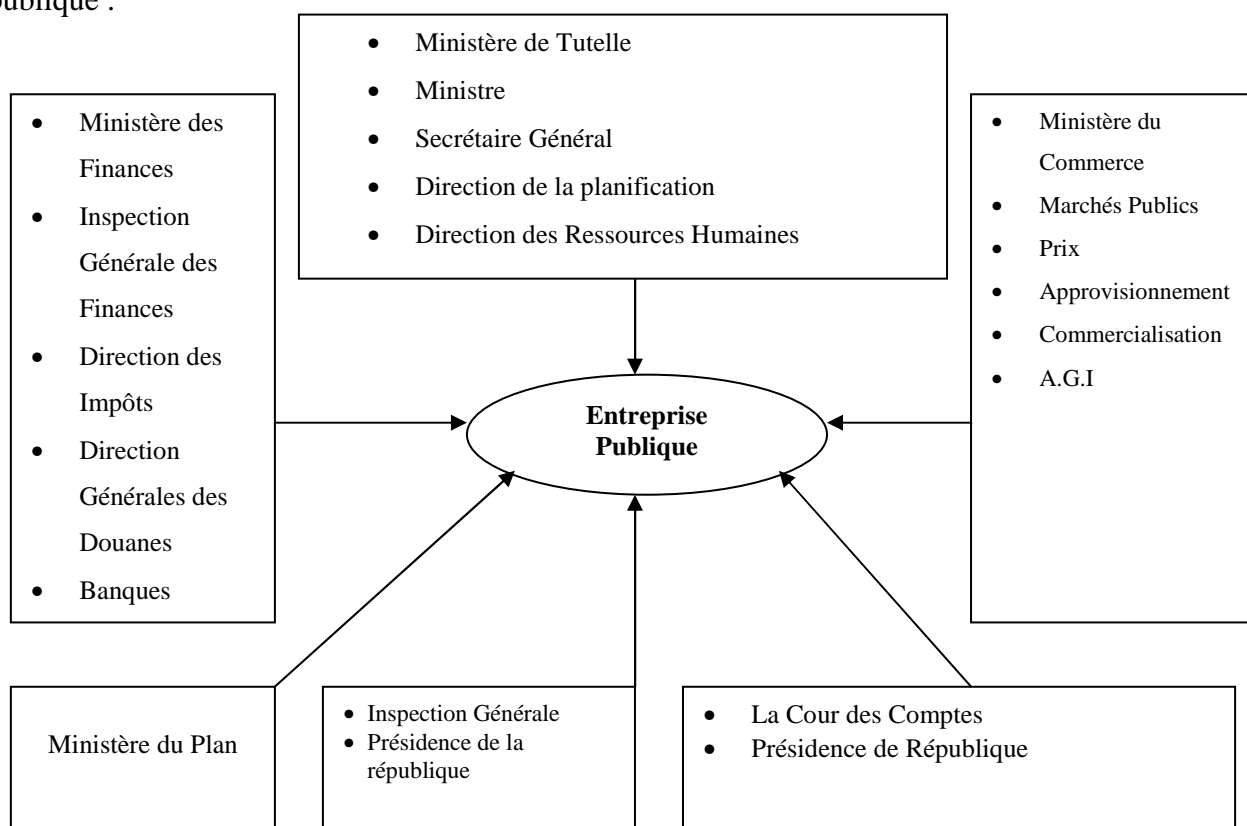 publique :
• Ministère de Tutelle
• Ministre
• Secrétaire Général
• Direction de la planification
• Direction des Ressources Humaines
• Ministère des
Finances
• Inspection
Générale des
Finances
• Direction des
Impôts
• Direction
Générales des
Douanes
• Banques
• Ministère du
Commerce
• Marchés Publics
• Prix
• Approvisionnement
• Commercialisation
• A.G.I
Entreprise
Publique
Ministère du Plan
• Inspection Générale
• Présidence de la
république
• La Cour des Comptes
• Présidence de République